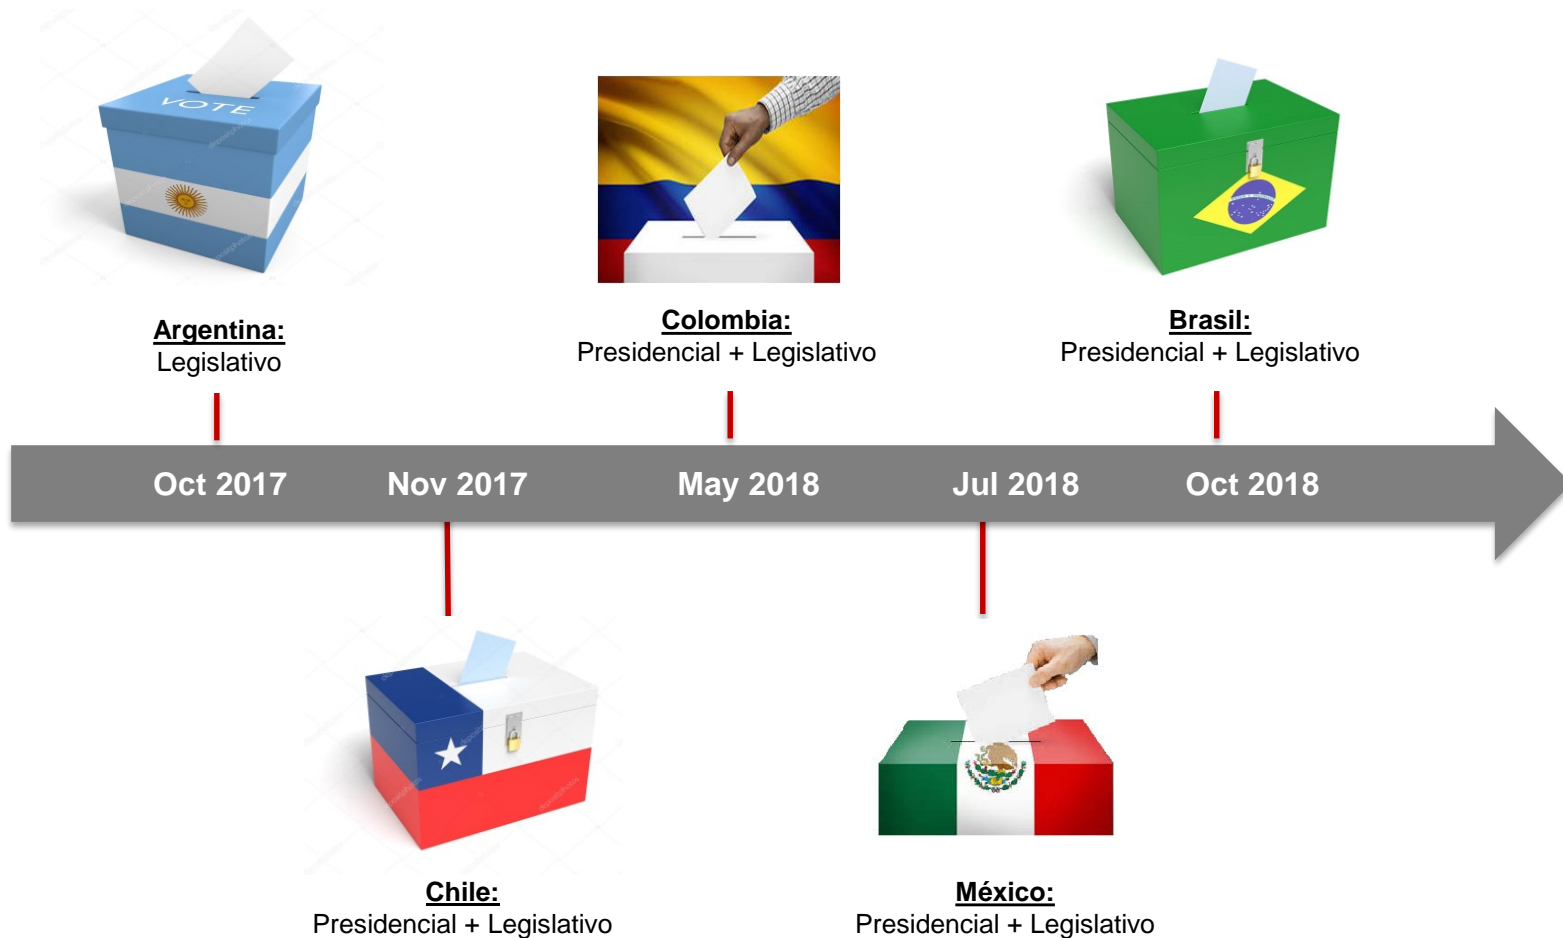 VOTE
Argentina:
Legislativo
Colombia:
Presidencial + Legislativo
Brasil:
Presidencial + Legislativo
Oct 2017
Nov 2017
May 2018
Jul 2018
Oct 2018
Chile:
Presidencial + Legislativo
México:
Presidencial + Legislativo